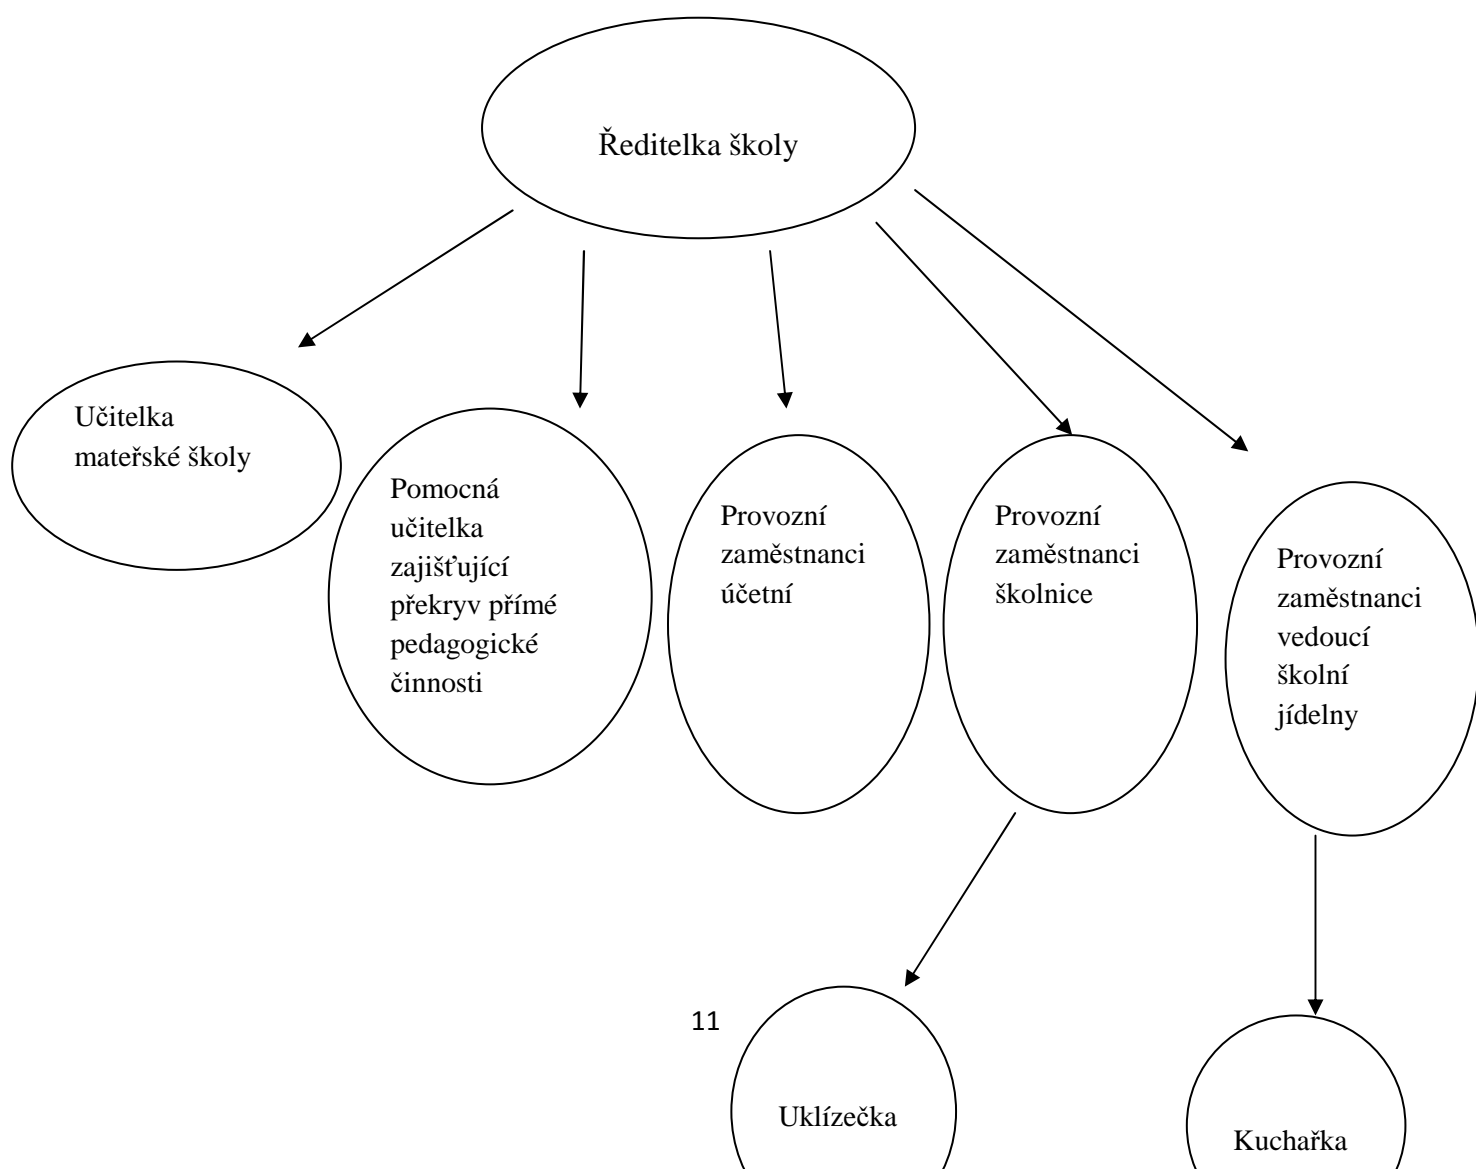 Ředitelka školy
Učitelka
mateřské školy
Pomocná
učitelka
zajišťující
překryv přímé
pedagogické
činnosti
Provozní
zaměstnanci
účetní
Provozní
zaměstnanci
školnice
Provozní
zaměstnanci
vedoucí
školní
jídelny
11
Uklízečka
Kuchařka